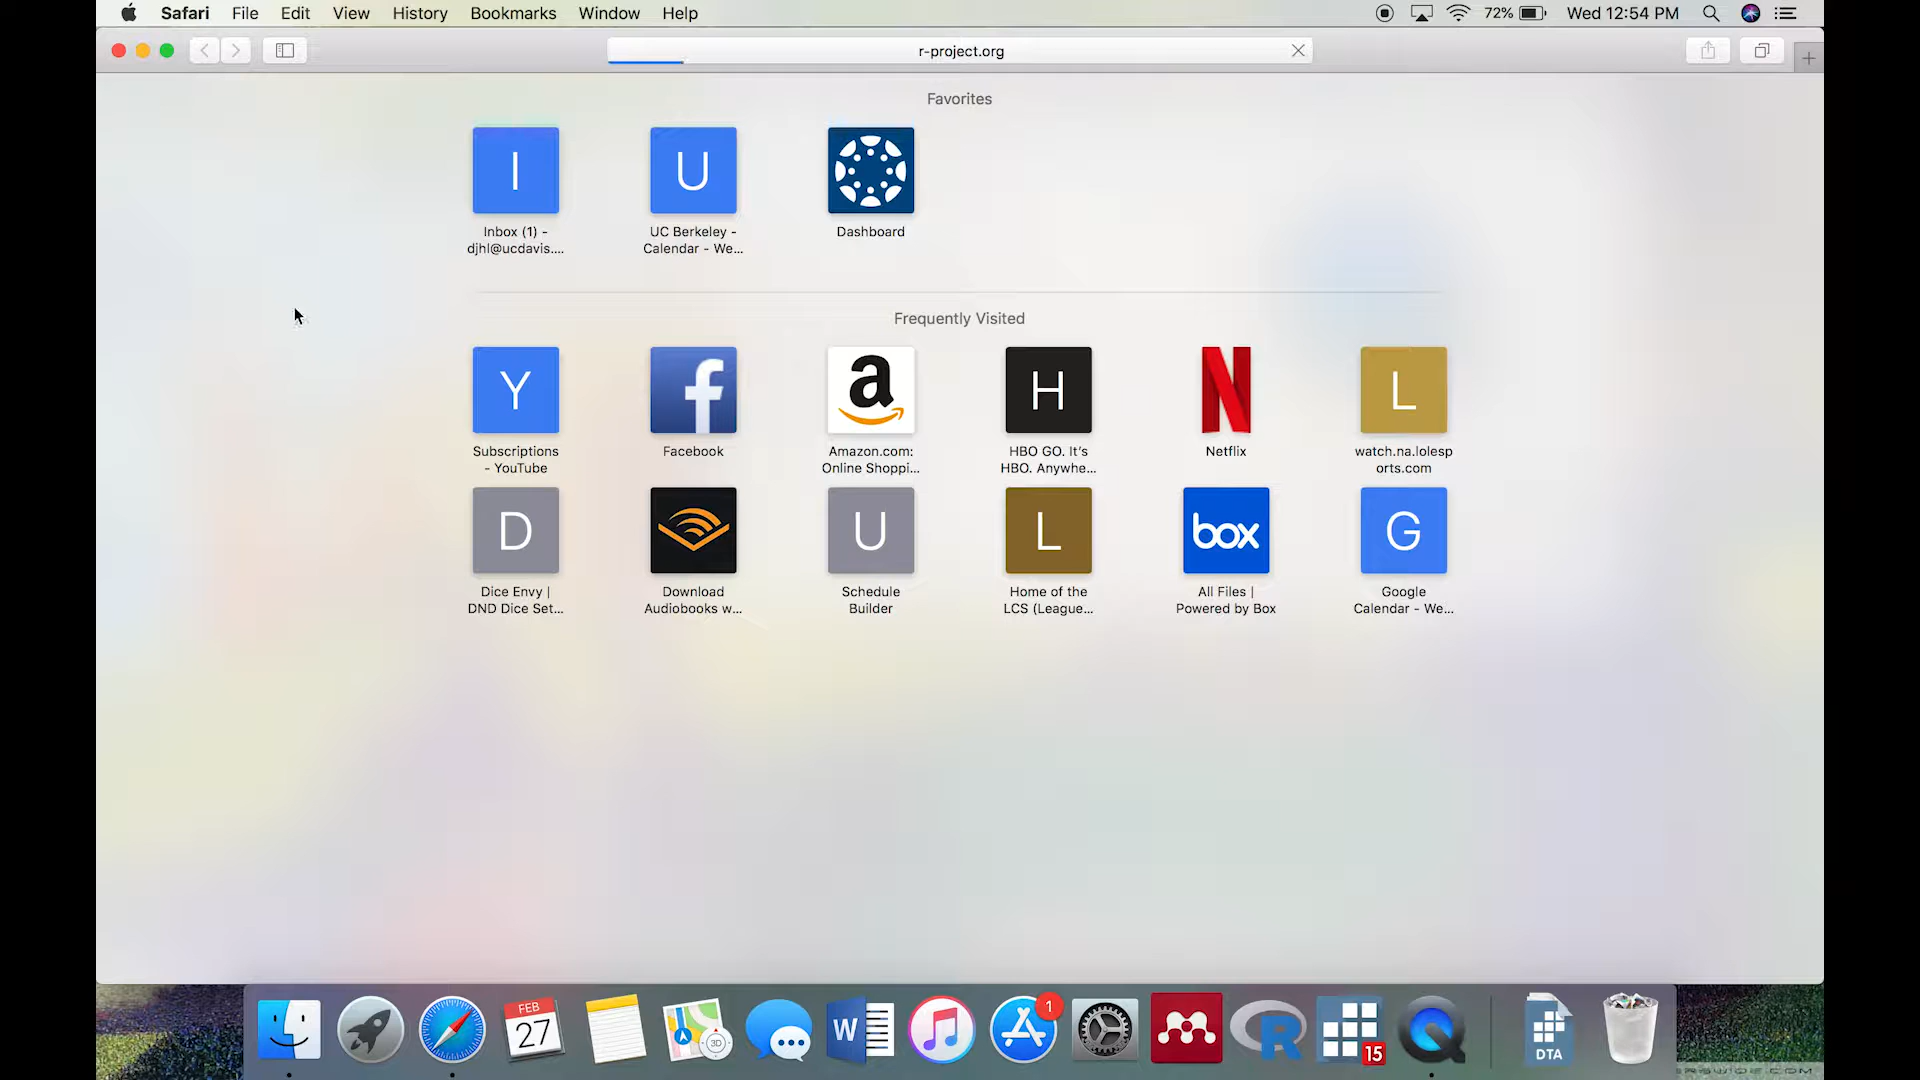 Safari File Edit View History Bookmarks Window Help 72% Wed 12:54 PM
r-project.org
Favorites
I U
Inbox (1) - UC Berkeley - Dashboard
djhl@ucdavis.... Calendar - We...
Frequently Visited
Y f a H N L
Subscriptions Facebook Amazon.com: HBO GO. It's Netflix watch.na.lolesp
- YouTube Online Shoppi... HBO. Anywhe... orts.com
D U L box G
Dice Envy | Download Schedule Home of the All Files | Google
DND Dice Set... Audiobooks w... Builder LCS (League... Powered by Box Calendar - We...
FEB
27
3D
W
1
R
15
DTA